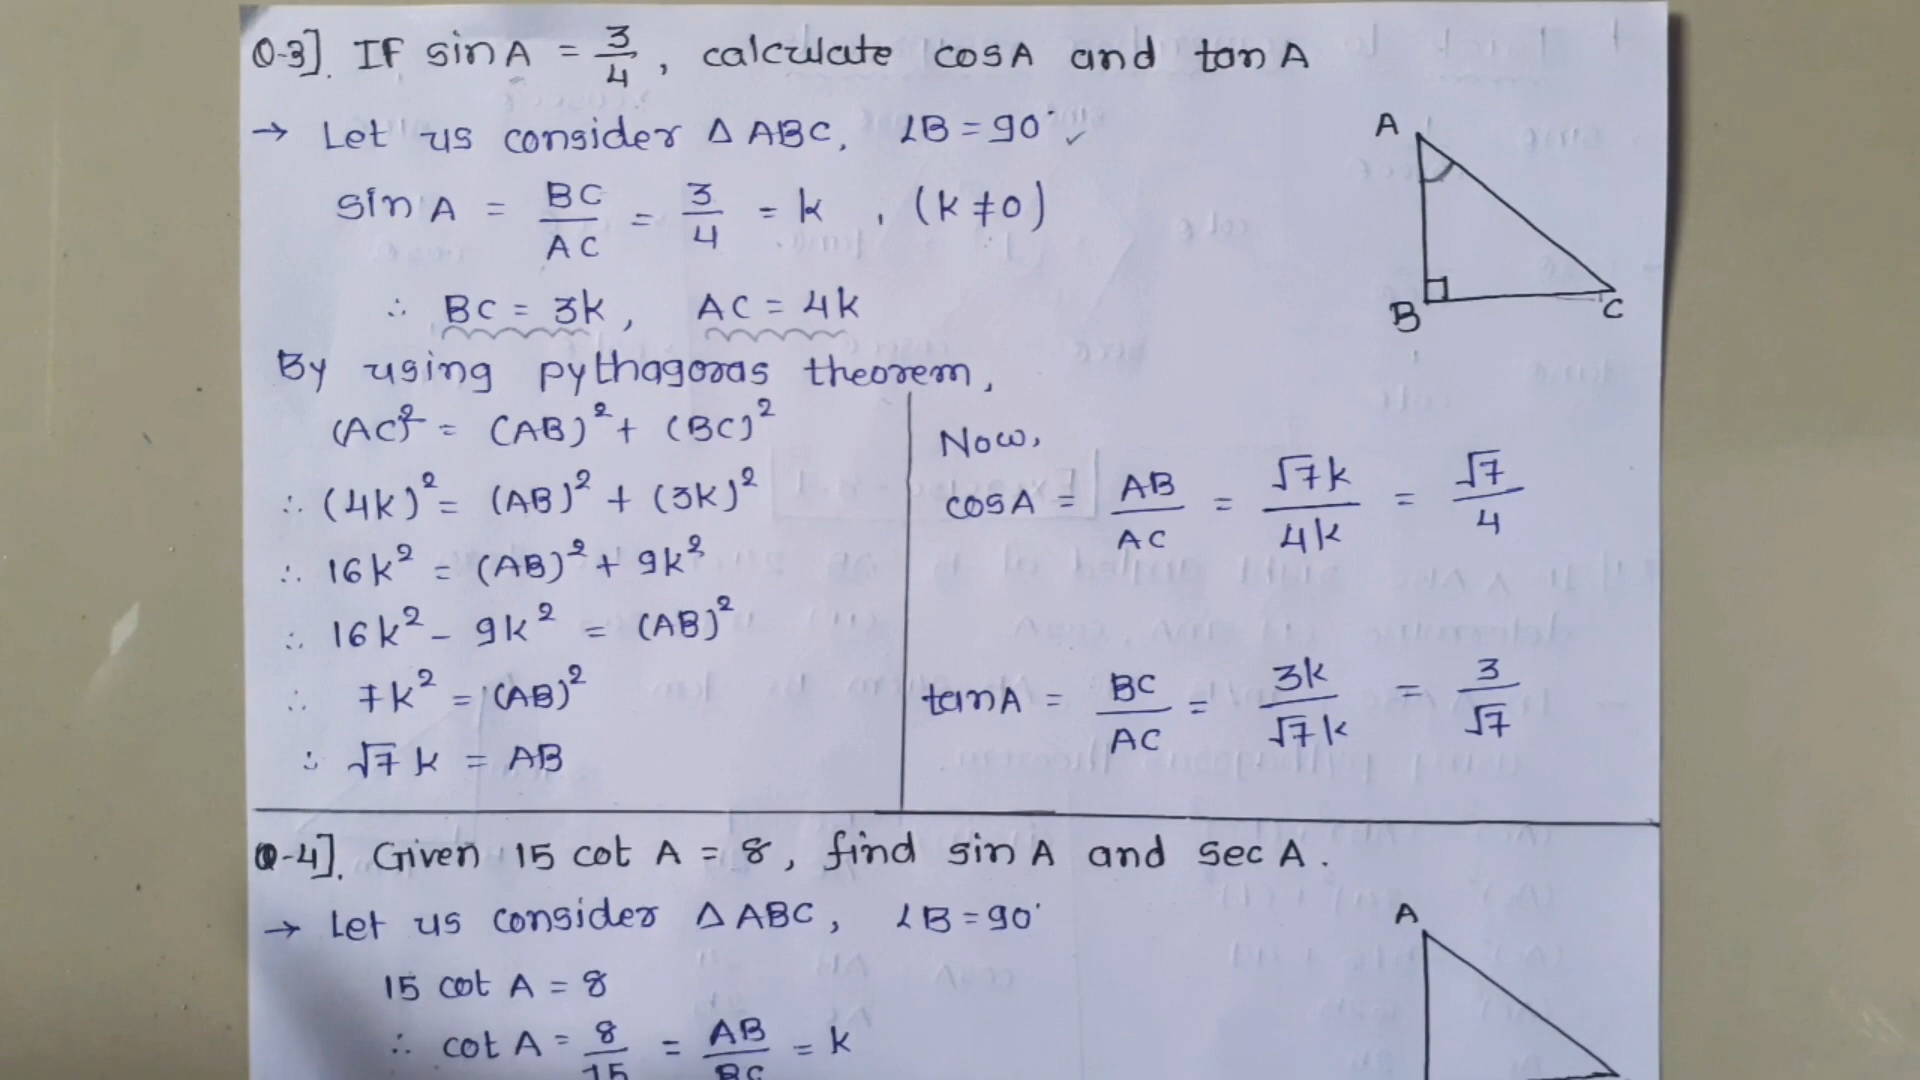 Q-3]. If sin A = 3/4, calculate cos A and tan A
→ Let us consider △ ABC, ∠B = 90°
sin A = BC/AC = 3/4 = k, (k ≠ 0)
∴ BC = 3k, AC = 4k
A
B
C
By using pythagoras theorem,
(AC)² = (AB)² + (BC)²
∴ (4k)² = (AB)² + (3k)²
∴ 16k² = (AB)² + 9k²
∴ 16k² - 9k² = (AB)²
∴ 7k² = (AB)²
∴ √7 k = AB
Now,
cos A = AB/AC = √7k/4k = √7/4
tan A = BC/AC = 3k/√7k = 3/√7
Q-4]. Given 15 cot A = 8, find sin A and sec A.
→ Let us consider △ ABC, ∠B = 90°
15 cot A = 8
∴ cot A = 8/15 = AB/BC = k
A